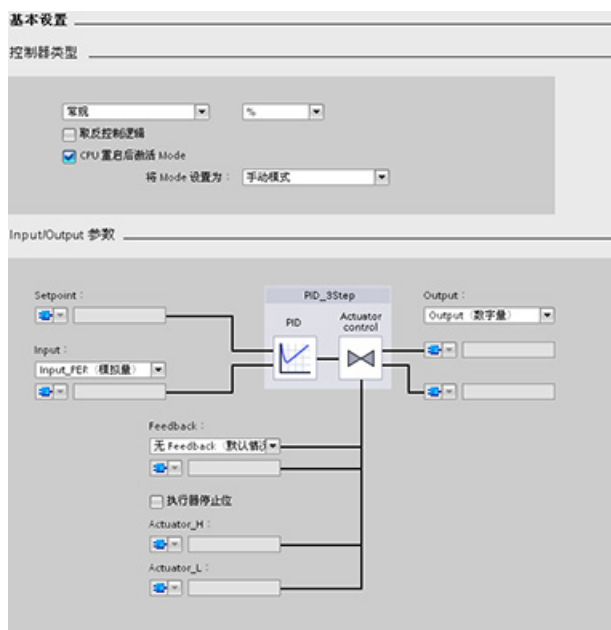 基本设置
控制器类型
常规 %
取反控制逻辑
CPU 重启后激活 Mode
将 Mode 设置为： 手动模式
Input/Output 参数
Setpoint：
PID_3Step
Output：
PID
Actuator control
Output（数字量）
Input：
Input_PER（模拟量）
Feedback：
无 Feedback（默认情况
执行器停止位
Actuator_H：
Actuator_L：